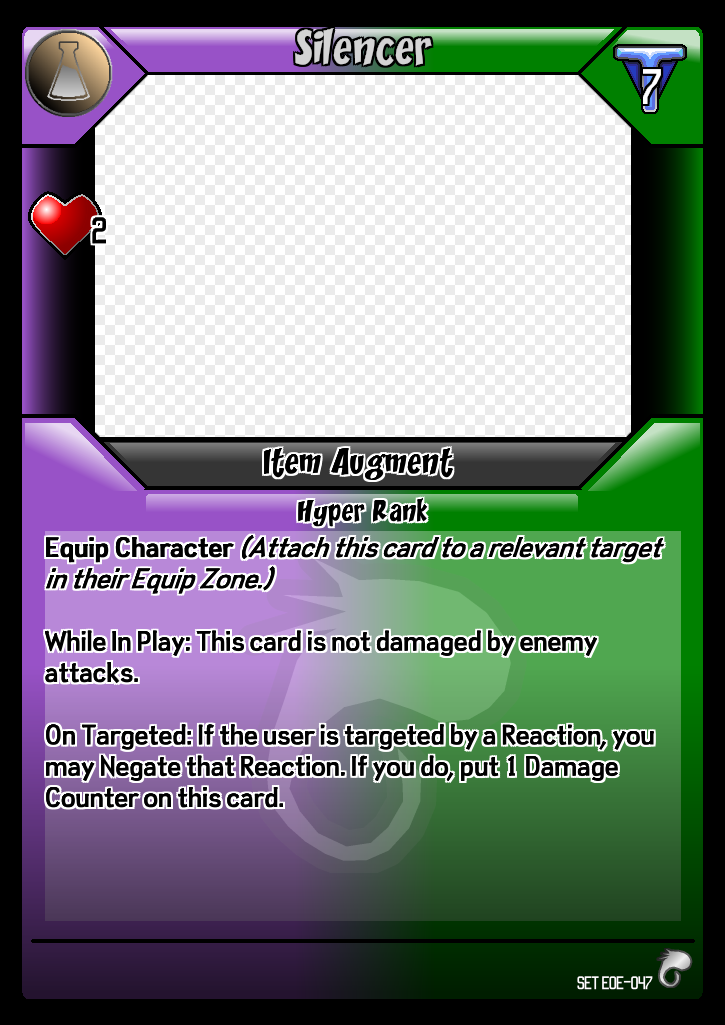 Silencer
7
2
Item Augment
Hyper Rank
Equip Character (Attach this card to a relevant target
in their Equip Zone.)
While In Play: This card is not damaged by enemy
attacks.
On Targeted: If the user is targeted by a Reaction, you
may Negate that Reaction. If you do, put 1 Damage
Counter on this card.
SET EOE-047